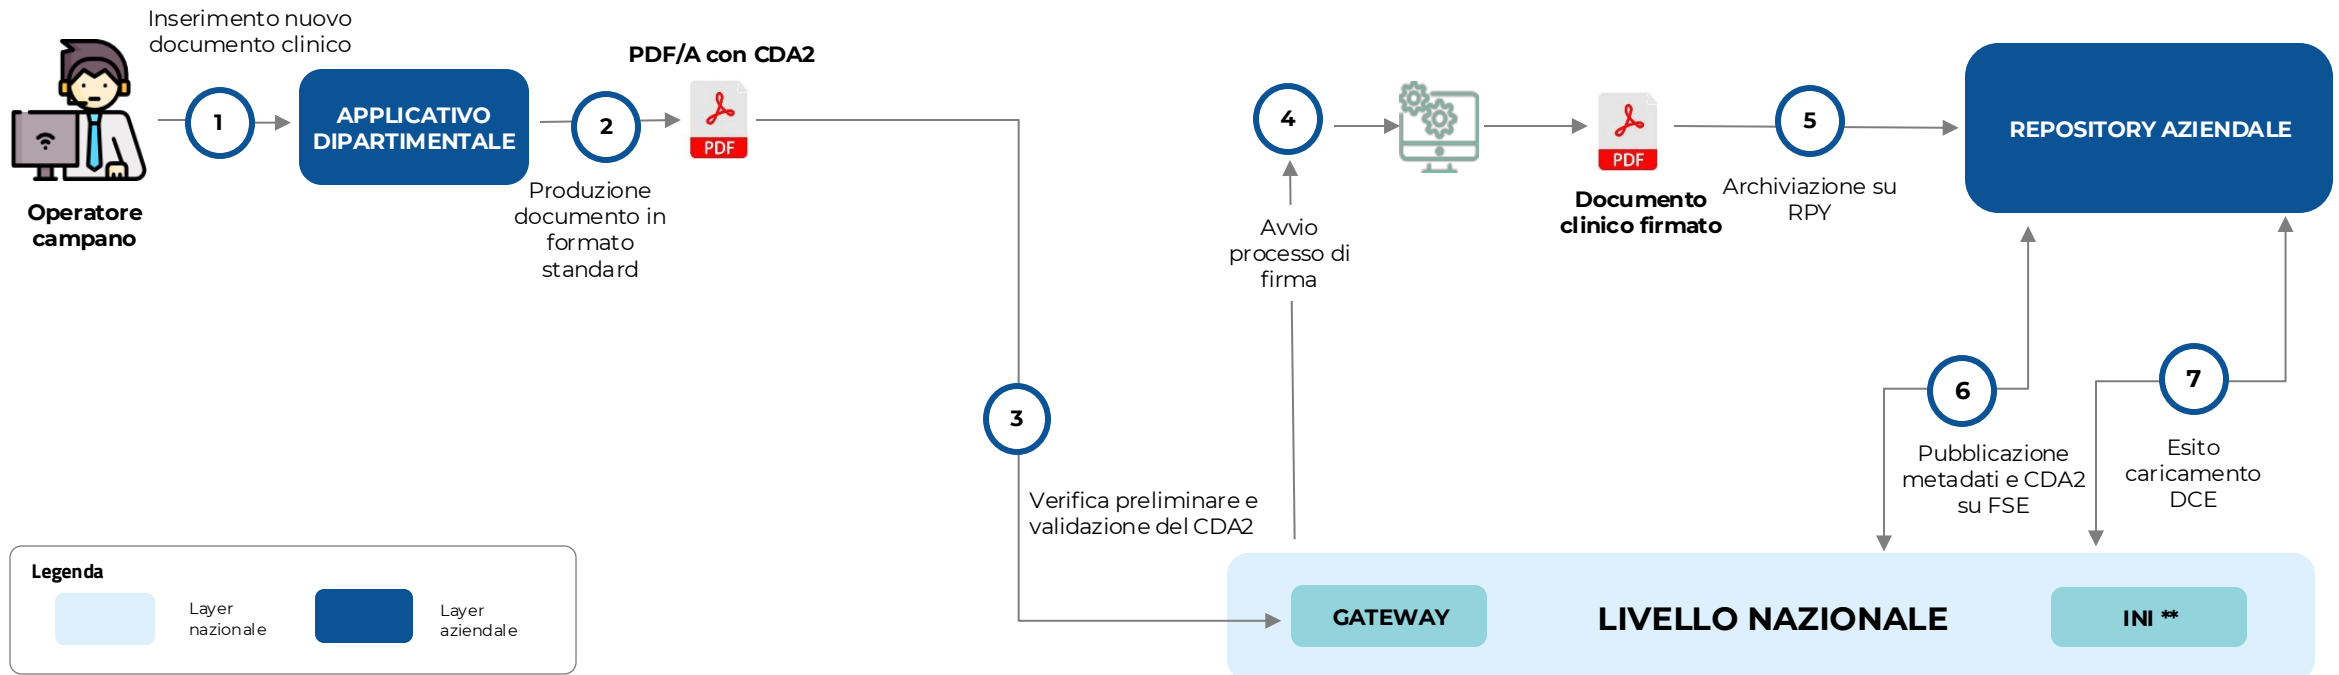 Inserimento nuovo
documento clinico
Operatore
campano
1
APPLICATIVO
DIPARTIMENTALE
2
Produzione
documento in
formato
standard
PDF/A con CDA2
PDF
3
Verifica preliminare e
validazione del CDA2
4
Avvio
processo di
firma
PDF
Documento
clinico firmato
5
Archiviazione su
RPY
REPOSITORY AZIENDALE
6
Pubblicazione
metadati e CDA2
su FSE
7
Esito
caricamento
DCE
GATEWAY
LIVELLO NAZIONALE
INI **
Legenda
Layer
nazionale
Layer
aziendale